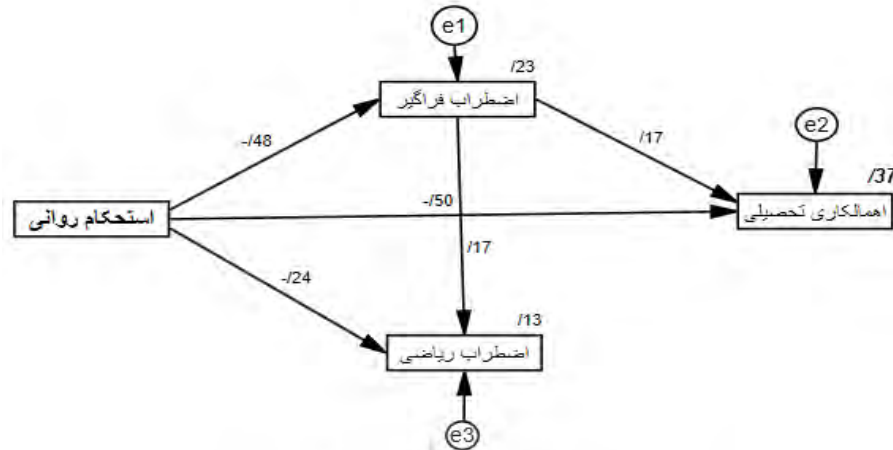 e1
/23
اضطراب فراگیر
e2
-/48
/17
/37
اهمالکاری تحصیلی
-/50
استحکام روانی
/17
-/24
/13
اضطراب ریاضی
e3